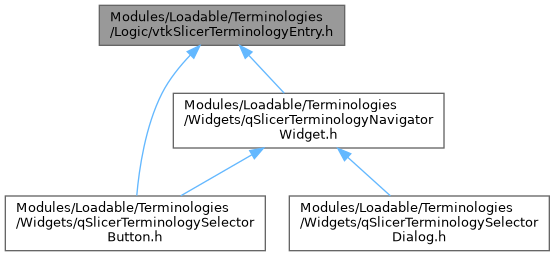 Modules/Loadable/Terminologies
/Logic/vtkSlicerTerminologyEntry.h
Modules/Loadable/Terminologies
/Widgets/qSlicerTerminologyNavigator
Widget.h
Modules/Loadable/Terminologies
/Widgets/qSlicerTerminologySelector
Button.h
Modules/Loadable/Terminologies
/Widgets/qSlicerTerminologySelector
Dialog.h